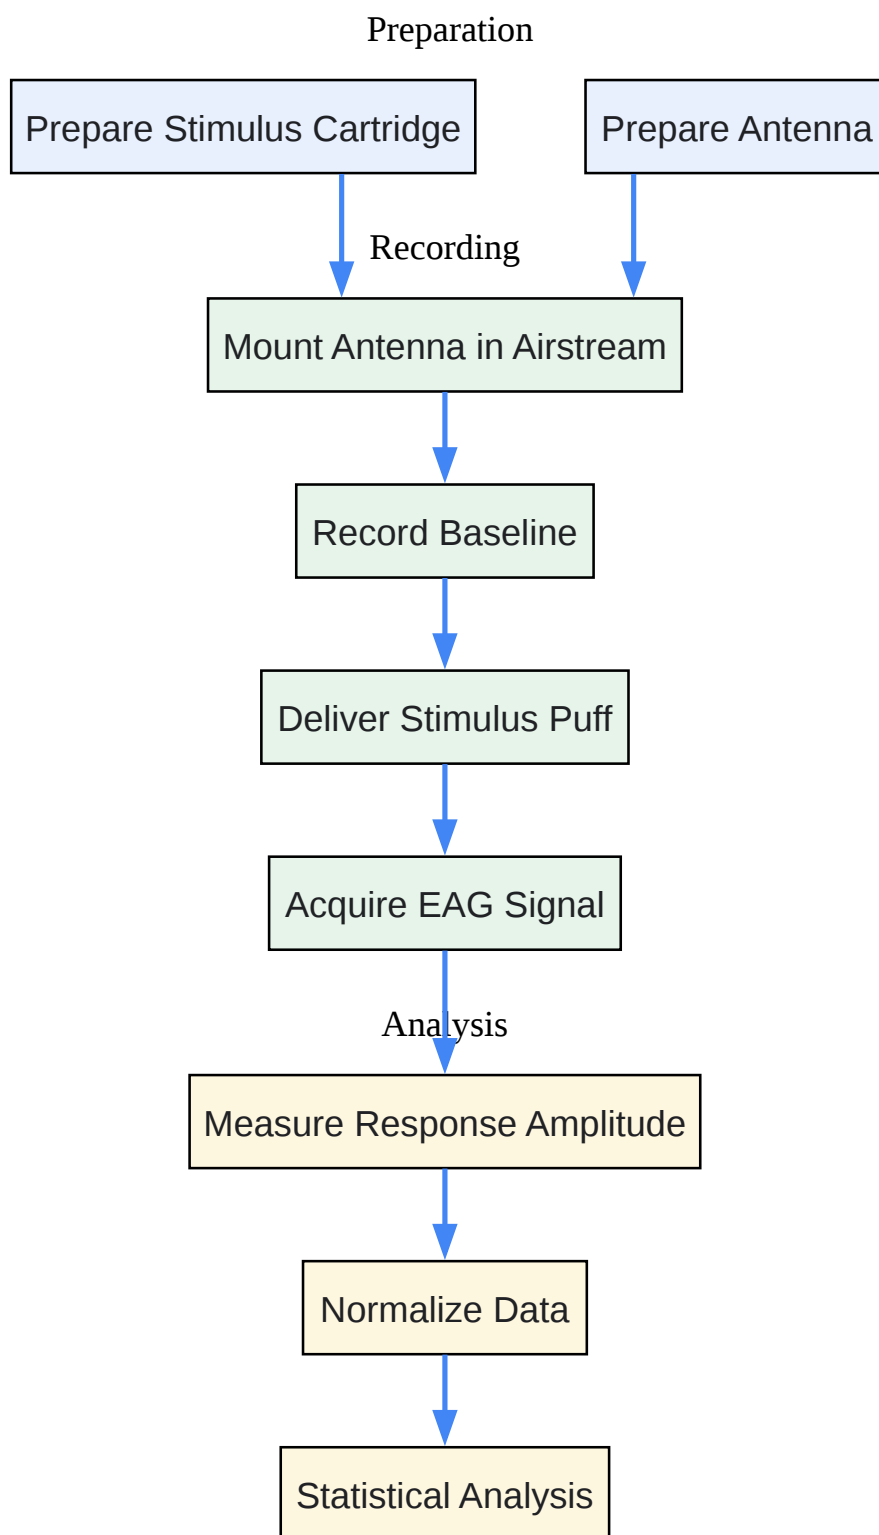 Preparation
Prepare Stimulus Cartridge
Prepare Antenna
Recording
Mount Antenna in Airstream
Record Baseline
Deliver Stimulus Puff
Acquire EAG Signal
Analysis
Measure Response Amplitude
Normalize Data
Statistical Analysis